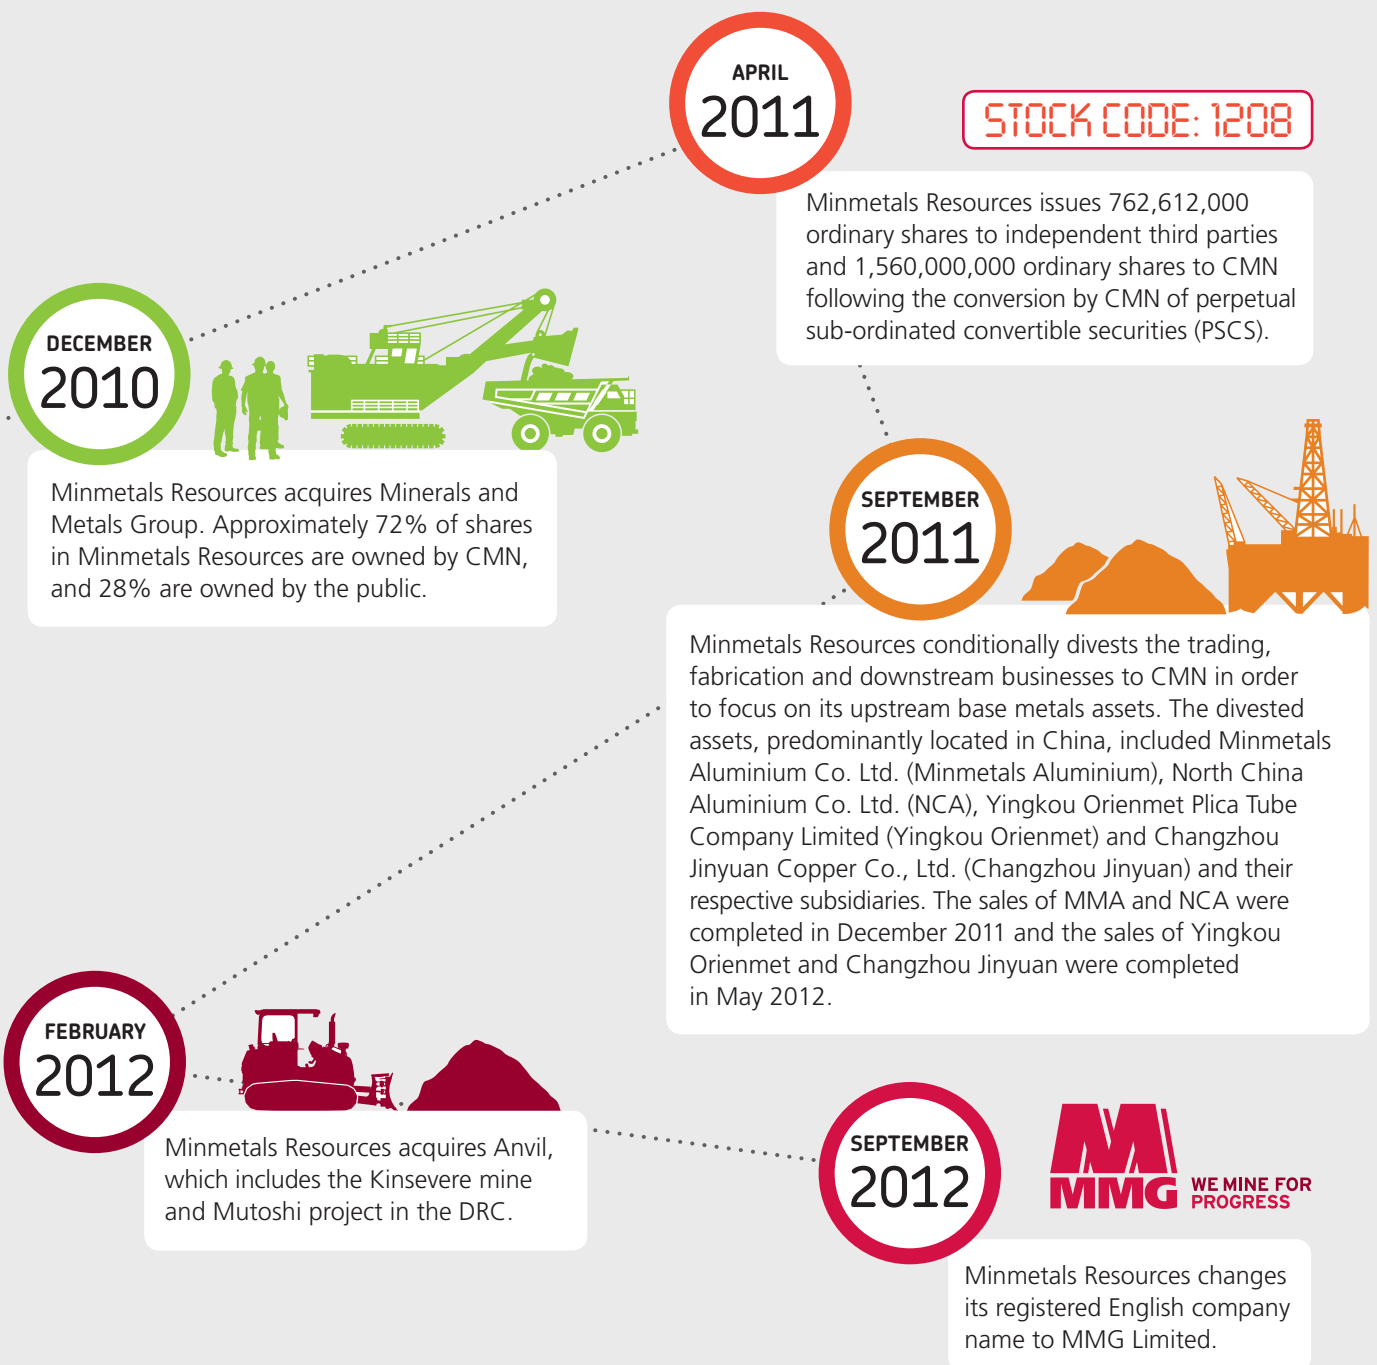 APRIL
2011
STOCK CODE: 1208
Minmetals Resources issues 762,612,000
ordinary shares to independent third parties
and 1,560,000,000 ordinary shares to CMN
following the conversion by CMN of perpetual
sub-ordinated convertible securities (PSCS).
DECEMBER
2010
Minmetals Resources acquires Minerals and
Metals Group. Approximately 72% of shares
in Minmetals Resources are owned by CMN,
and 28% are owned by the public.
SEPTEMBER
2011
Minmetals Resources conditionally divests the trading,
fabrication and downstream businesses to CMN in order
to focus on its upstream base metals assets. The divested
assets, predominantly located in China, included Minmetals
Aluminium Co. Ltd. (Minmetals Aluminium), North China
Aluminium Co. Ltd. (NCA), Yingkou Orienmet Plica Tube
Company Limited (Yingkou Orienmet) and Changzhou
Jinyuan Copper Co., Ltd. (Changzhou Jinyuan) and their
respective subsidiaries. The sales of MMA and NCA were
completed in December 2011 and the sales of Yingkou
Orienmet and Changzhou Jinyuan were completed
in May 2012.
FEBRUARY
2012
Minmetals Resources acquires Anvil,
which includes the Kinsevere mine
and Mutoshi project in the DRC.
SEPTEMBER
2012
MMG
WE MINE FOR
PROGRESS
Minmetals Resources changes
its registered English company
name to MMG Limited.